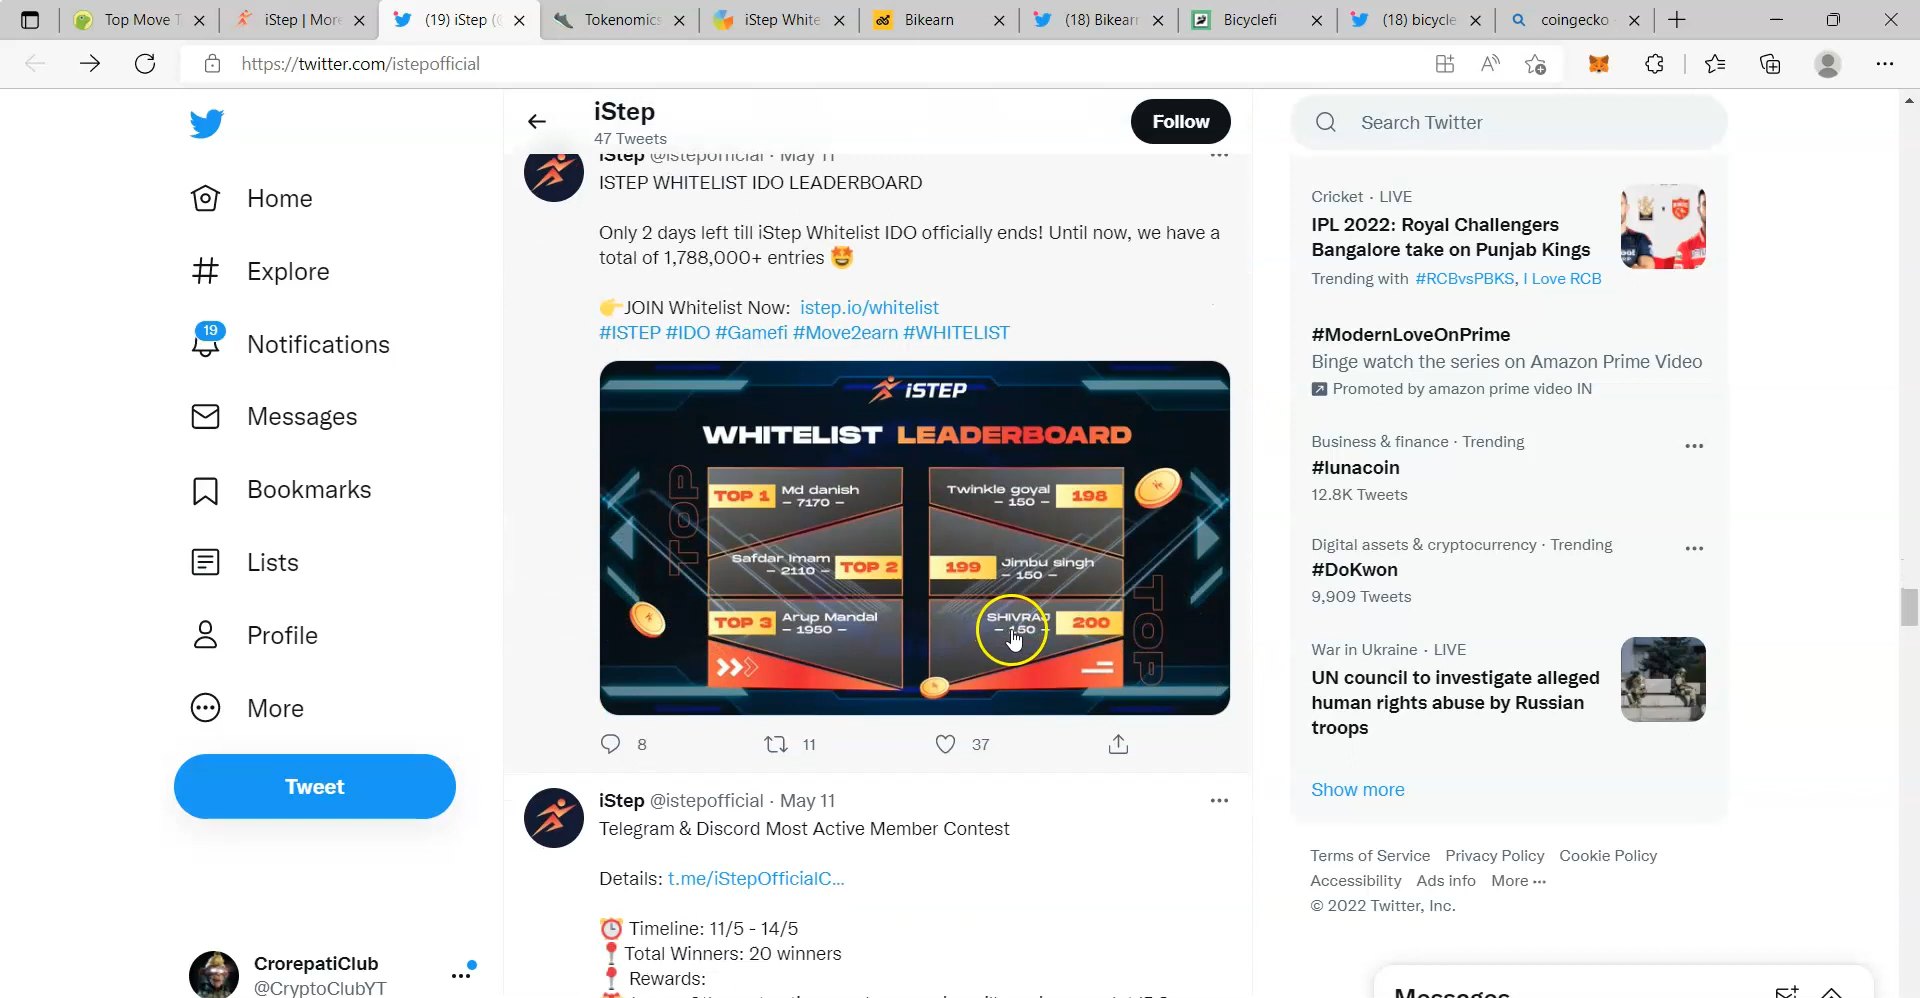 Top Move T
iStep | More
(19) iStep (
Tokenomics
iStep White
Bikearn
(18) Bikearn
Bicyclefi
(18) bicycle
coingecko
https://twitter.com/istepofficial
iStep
47 Tweets
Follow
Search Twitter
Home
Explore
19
Notifications
Messages
Bookmarks
Lists
Profile
More
Tweet
CrorepatiClub
@CryptoClubYT
iStep @istepofficial · May 11
ISTEP WHITELIST IDO LEADERBOARD
Only 2 days left till iStep Whitelist IDO officially ends! Until now, we have a
total of 1,788,000+ entries 🤩
👉JOIN Whitelist Now: istep.io/whitelist
#ISTEP #IDO #Gamefi #Move2earn #WHITELIST
iSTEP
WHITELIST LEADERBOARD
TOP
TOP 1 Md danish
– 7170 –
Safdar Imam TOP 2
– 2110 –
TOP 3 Arup Mandal
– 1950 –
Twinkle goyal 198
– 150 –
199 Jimbu singh
– 150 –
SHIVRAJ 200
– 150 –
TOP
8 11 37
iStep @istepofficial · May 11
Telegram & Discord Most Active Member Contest
Details: t.me/iStepOfficialC...
⏰ Timeline: 11/5 - 14/5
📍Total Winners: 20 winners
📍 Rewards:
Cricket · LIVE
IPL 2022: Royal Challengers
Bangalore take on Punjab Kings
Trending with #RCBvsPBKS, I Love RCB
#ModernLoveOnPrime
Binge watch the series on Amazon Prime Video
Promoted by amazon prime video IN
Business & finance · Trending
#lunacoin
12.8K Tweets
Digital assets & cryptocurrency · Trending
#DoKwon
9,909 Tweets
War in Ukraine · LIVE
UN council to investigate alleged
human rights abuse by Russian
troops
Show more
Terms of Service Privacy Policy Cookie Policy
Accessibility Ads info More ···
© 2022 Twitter, Inc.
Messages